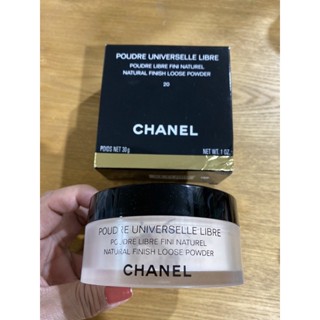 POUDRE UNIVERSELLE LIBRE
POUDRE LIBRE FINI NATUREL
NATURAL FINISH LOOSE POWDER
20
CHANEL
POIDS NET 30g NET WT. 1 OZ.
POUDRE UNIVERSELLE LIBRE
POUDRE LIBRE FINI NATUREL
NATURAL FINISH LOOSE POWDER
CHANEL